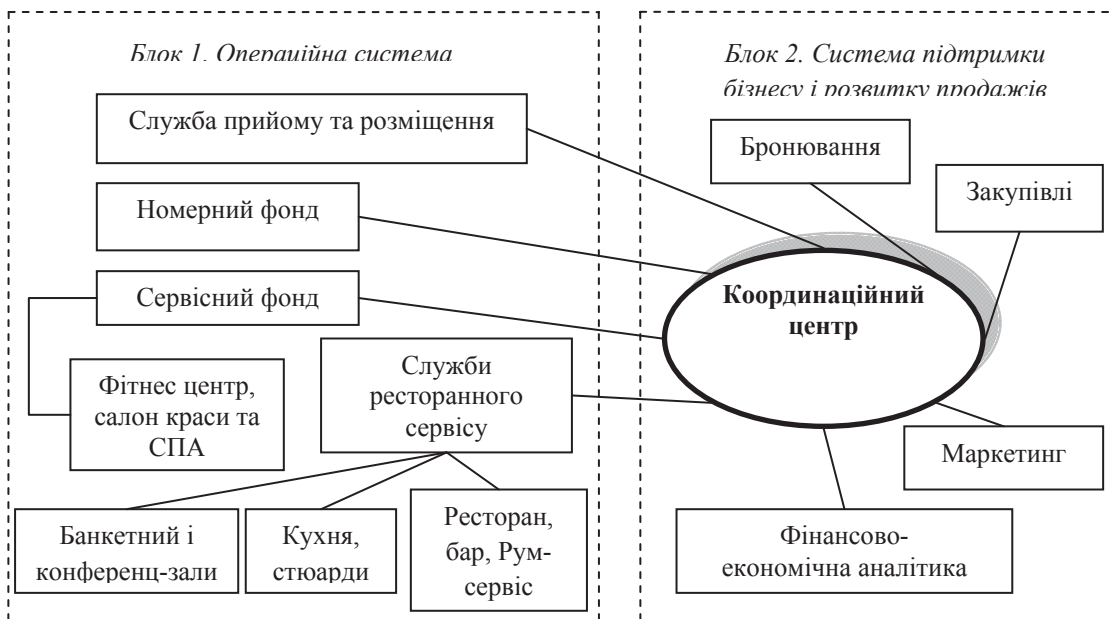 Блок 1. Операційна система
Служба прийому та розміщення
Номерний фонд
Сервісний фонд
Фітнес центр,
салон краси та
СПА
Служби
ресторанного
сервісу
Банкетний і
конференц-зали
Кухня,
стюарди
Ресторан,
бар, Рум-
сервіс
Блок 2. Система підтримки
бізнесу і розвитку продажів
Бронювання
Закупівлі
Координаційний
центр
Маркетинг
Фінансово-
економічна аналітика